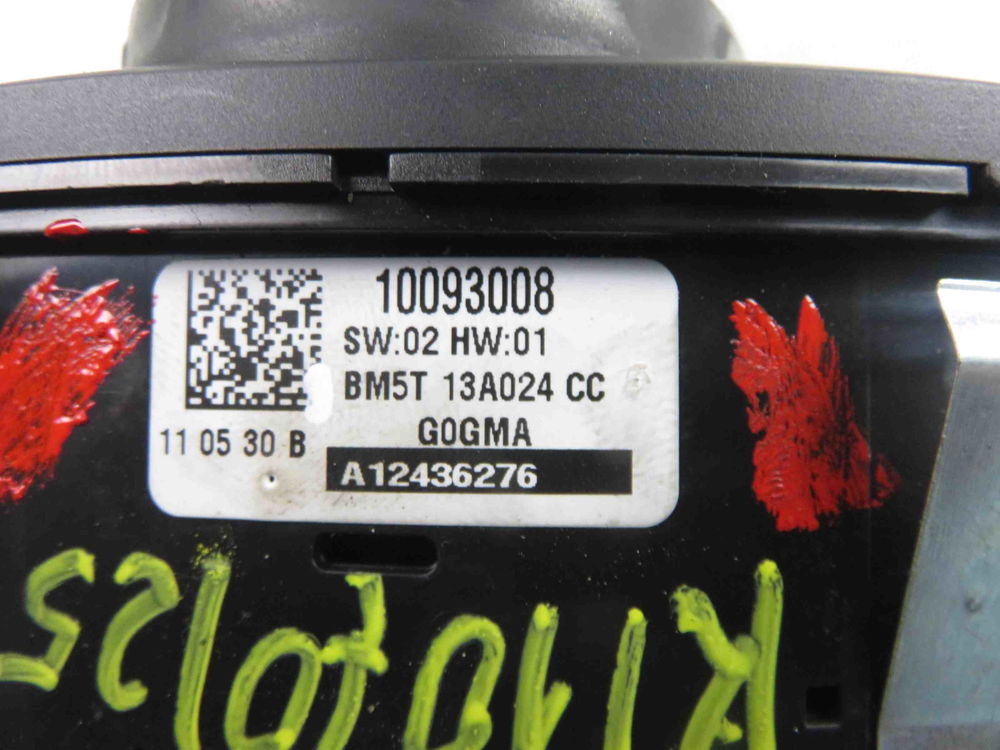 10093008
SW:02 HW:01
BM5T 13A024 CC
G0GMA
11 05 30 B
A12436276